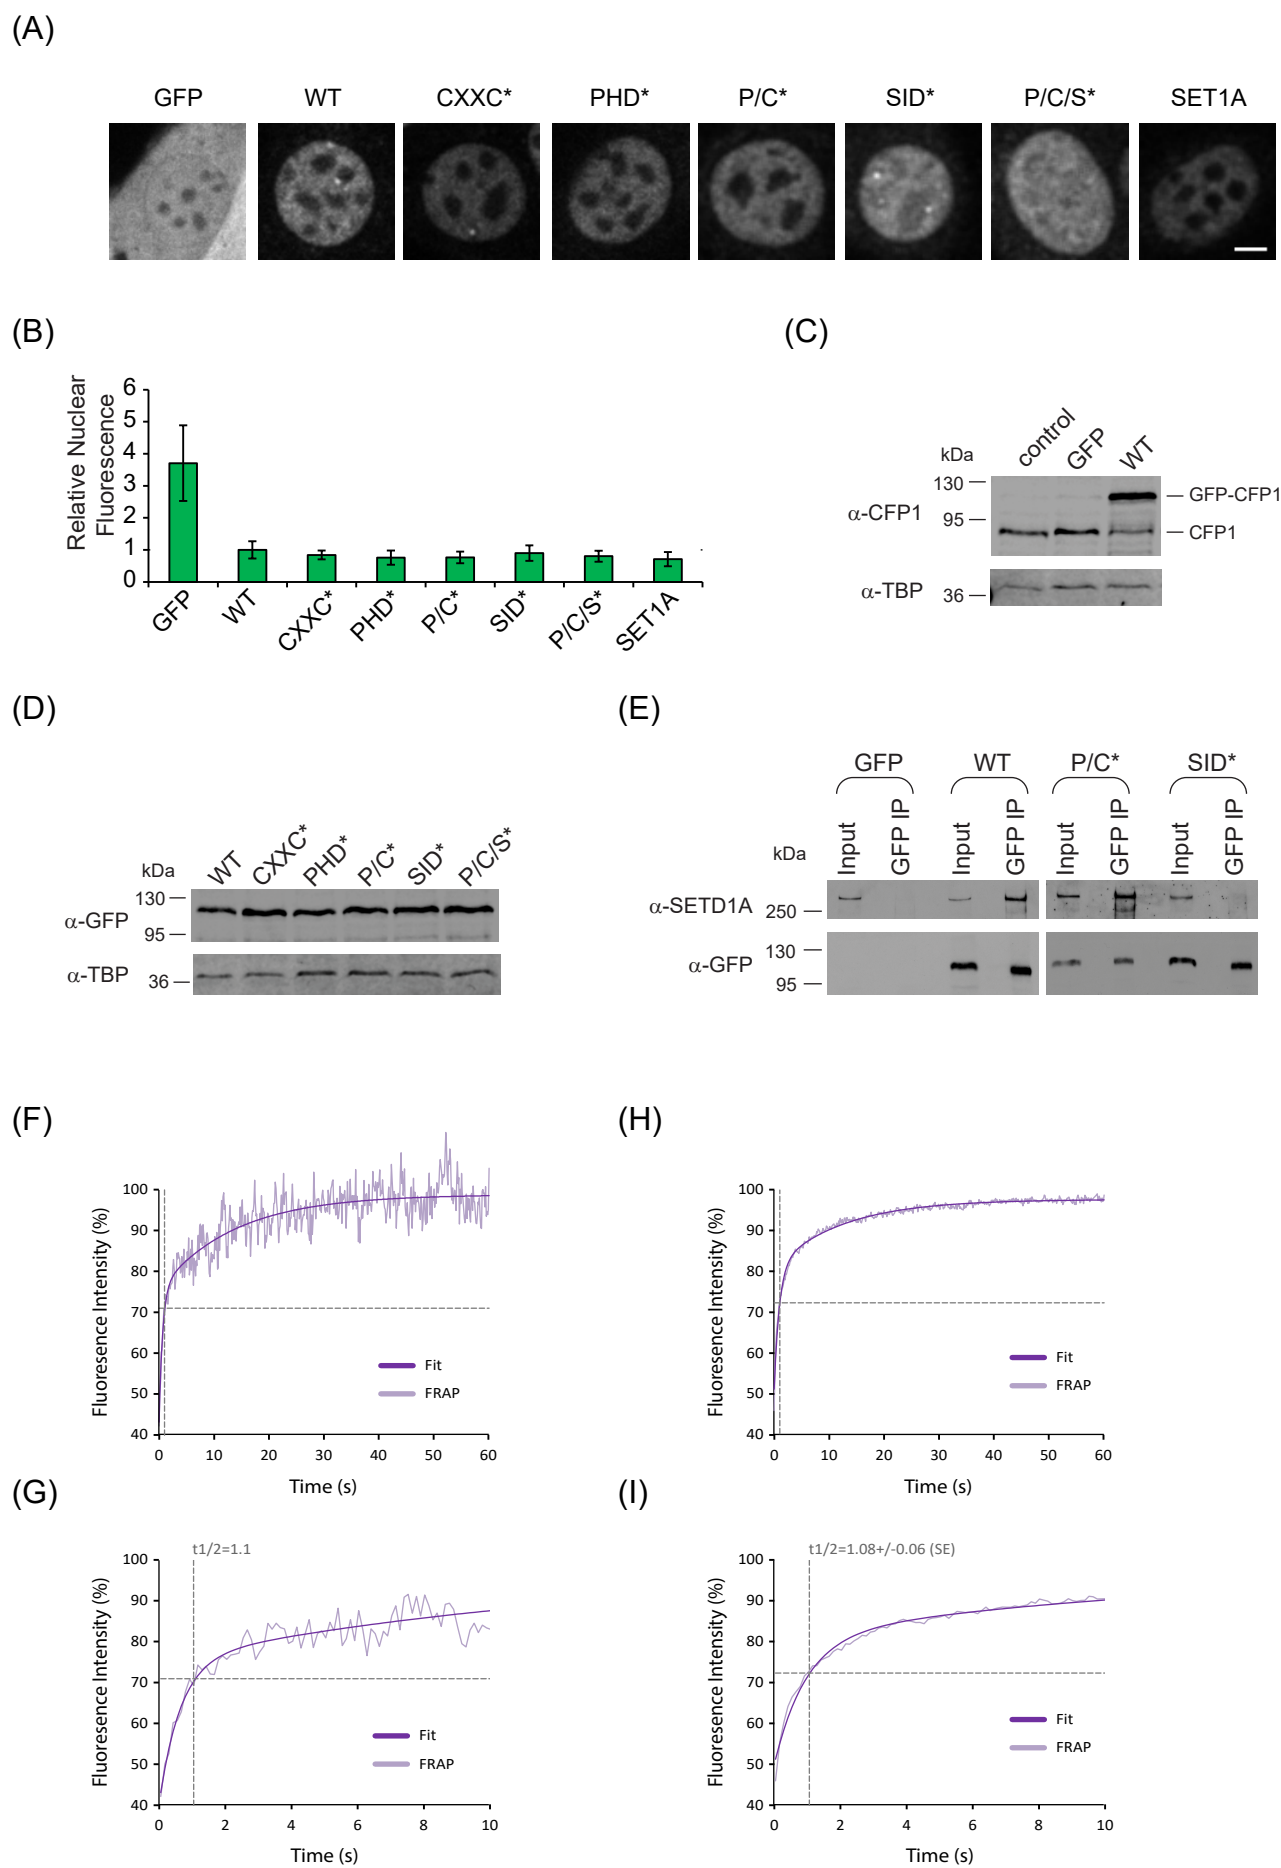 (A)
GFP WT CXXC* PHD* P/C* SID* P/C/S* SET1A
(B)
Relative Nuclear
Fluorescence
6
5
4
3
2
1
0
GFP WT CXXC* PHD* P/C* SID* P/C/S* SET1A
(C)
control GFP WT
kDa
130
95
α-CFP1
GFP-CFP1
CFP1
α-TBP
36
(D)
WT CXXC* PHD* P/C* SID* P/C/S*
kDa
130
α-GFP
95
α-TBP
36
(E)
GFP WT P/C* SID*
Input GFP IP Input GFP IP Input GFP IP Input GFP IP
kDa
α-SETD1A
250
130
α-GFP
95
(F)
Fluoresence Intensity (%)
100
90
80
70
60
50
40
Fit
FRAP
0 10 20 30 40 50 60
Time (s)
(H)
Fluoresence Intensity (%)
100
90
80
70
60
50
40
Fit
FRAP
0 10 20 30 40 50 60
Time (s)
(G)
t1/2=1.1
Fluoresence Intensity (%)
100
90
80
70
60
50
40
Fit
FRAP
0 2 4 6 8 10
Time (s)
(I)
t1/2=1.08+/-0.06 (SE)
Fluoresence Intensity (%)
100
90
80
70
60
50
40
Fit
FRAP
0 2 4 6 8 10
Time (s)